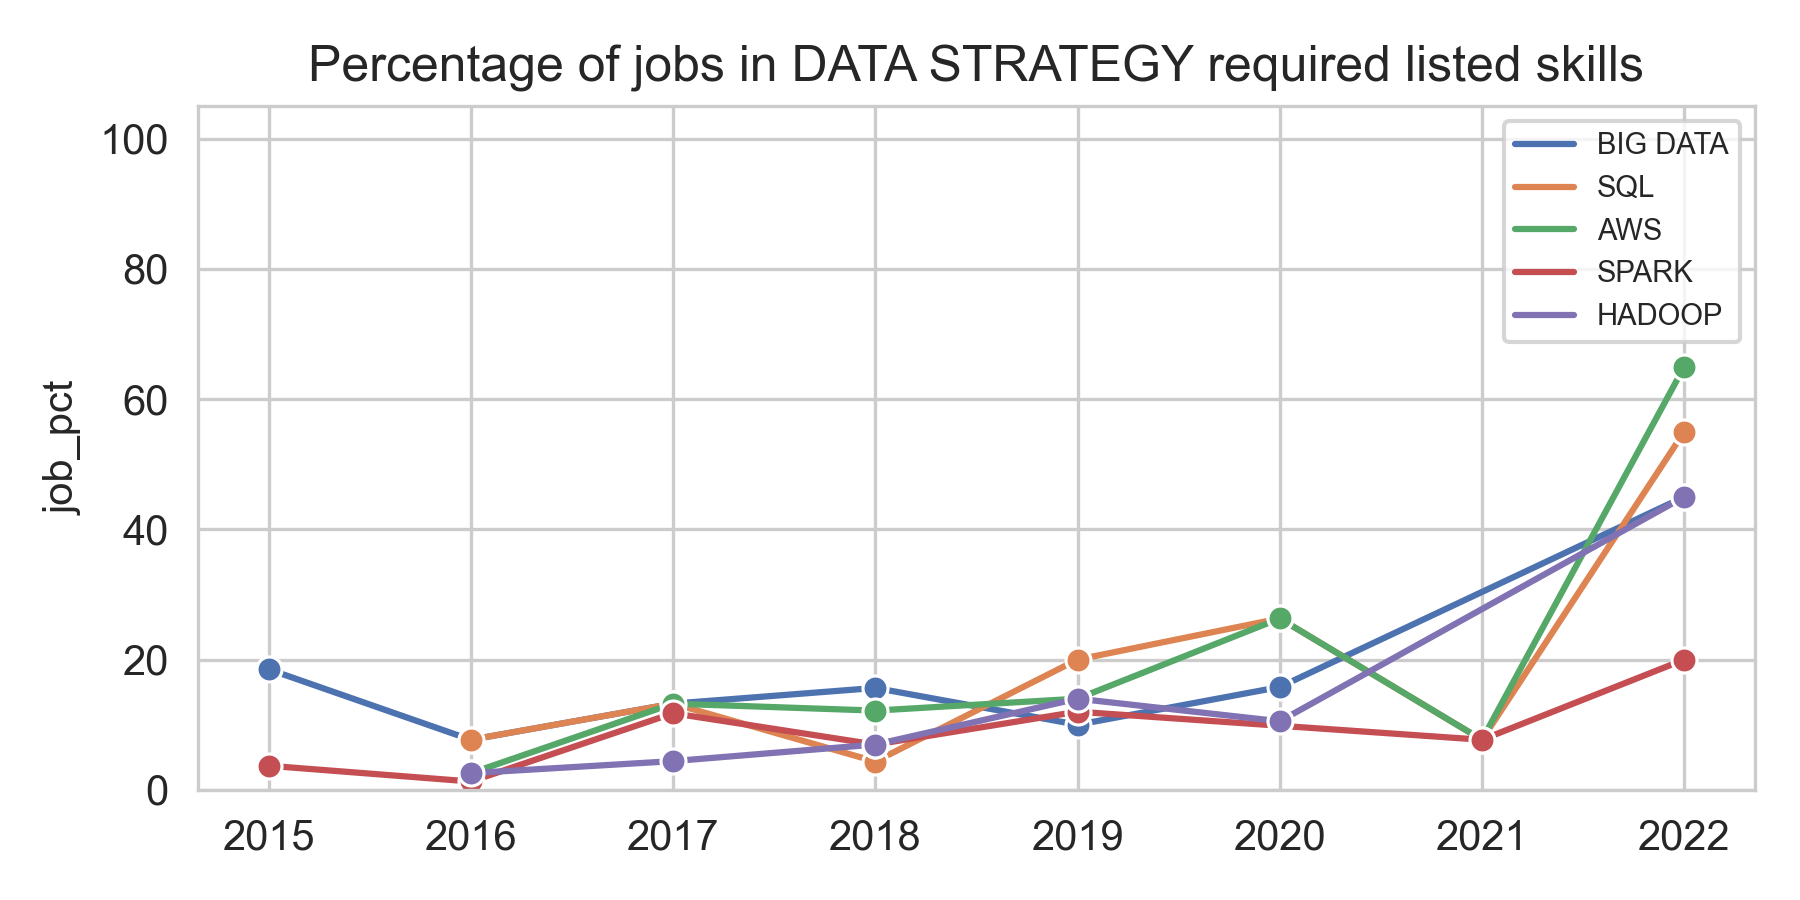 Percentage of jobs in DATA STRATEGY required listed skills
100
80
60
40
20
0
job_pct
BIG DATA
SQL
AWS
SPARK
HADOOP
2015 2016 2017 2018 2019 2020 2021 2022